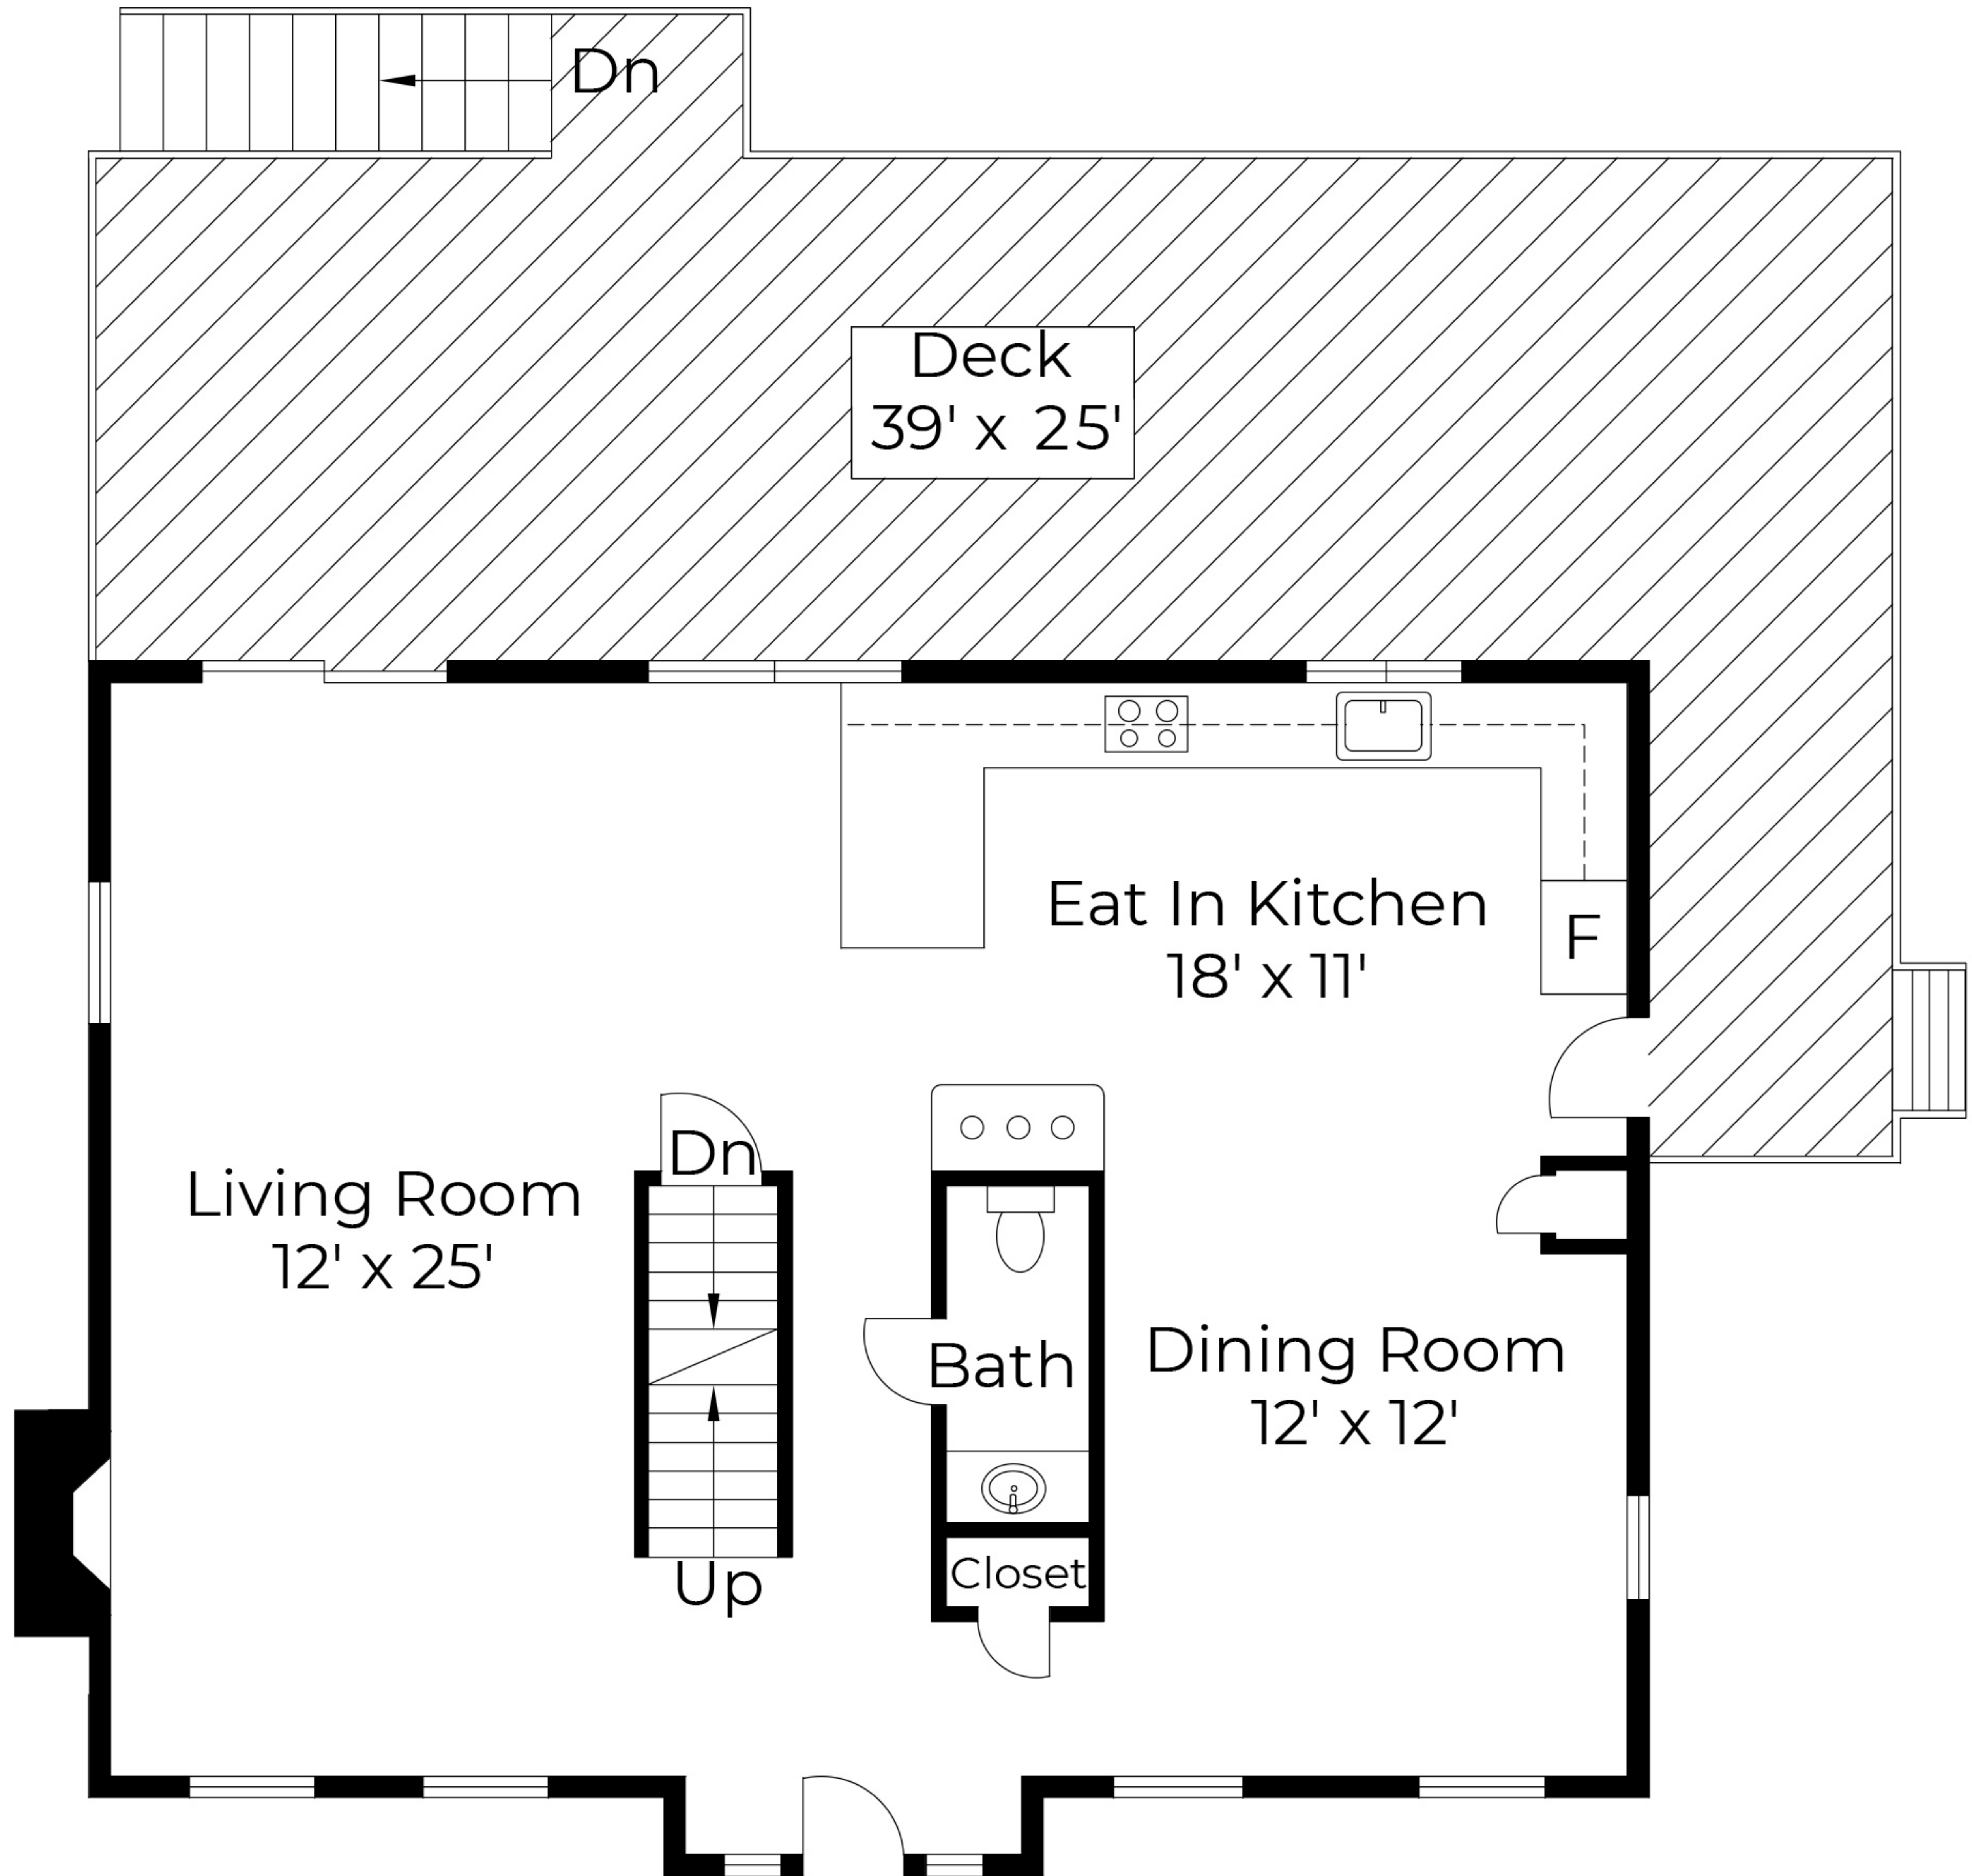 Dn
Deck
39' x 25'
Eat In Kitchen
18' x 11'
F
Dn
Living Room
12' x 25'
Bath
Dining Room
12' x 12'
Closet
Up